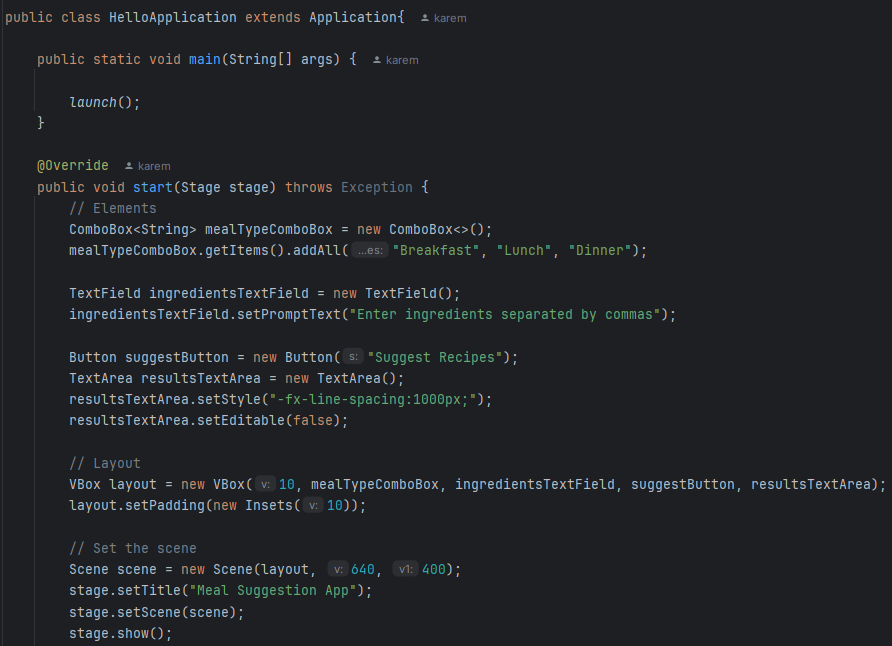 public class HelloApplication extends Application{ karem
public static void main(String[] args) { karem
launch();
}
@Override karem
public void start(Stage stage) throws Exception {
// Elements
ComboBox<String> mealTypeComboBox = new ComboBox<>();
mealTypeComboBox.getItems().addAll( …es: "Breakfast", "Lunch", "Dinner");
TextField ingredientsTextField = new TextField();
ingredientsTextField.setPromptText("Enter ingredients separated by commas");
Button suggestButton = new Button( s: "Suggest Recipes");
TextArea resultsTextArea = new TextArea();
resultsTextArea.setStyle("-fx-line-spacing:1000px;");
resultsTextArea.setEditable(false);
// Layout
VBox layout = new VBox( v: 10, mealTypeComboBox, ingredientsTextField, suggestButton, resultsTextArea);
layout.setPadding(new Insets( v: 10));
// Set the scene
Scene scene = new Scene(layout, v: 640, v1: 400);
stage.setTitle("Meal Suggestion App");
stage.setScene(scene);
stage.show();